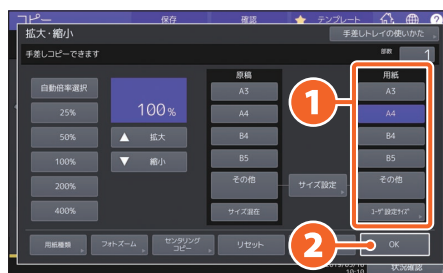 コピー 保存 確認 テンプレート
拡大・縮小 手差しトレイの使いかた
手差しコピーできます 部数 1
原稿 用紙
自動倍率選択 A3 A3
25% 100% A4 A4
50% 拡大 B4 B4
100% 縮小 B5 B5
200% その他 サイズ設定 その他
400% サイズ混在 ユーザ設定サイズ
用紙種類 フォトズーム センタリングコピー リセット OK
10:10 状況確認
1
2